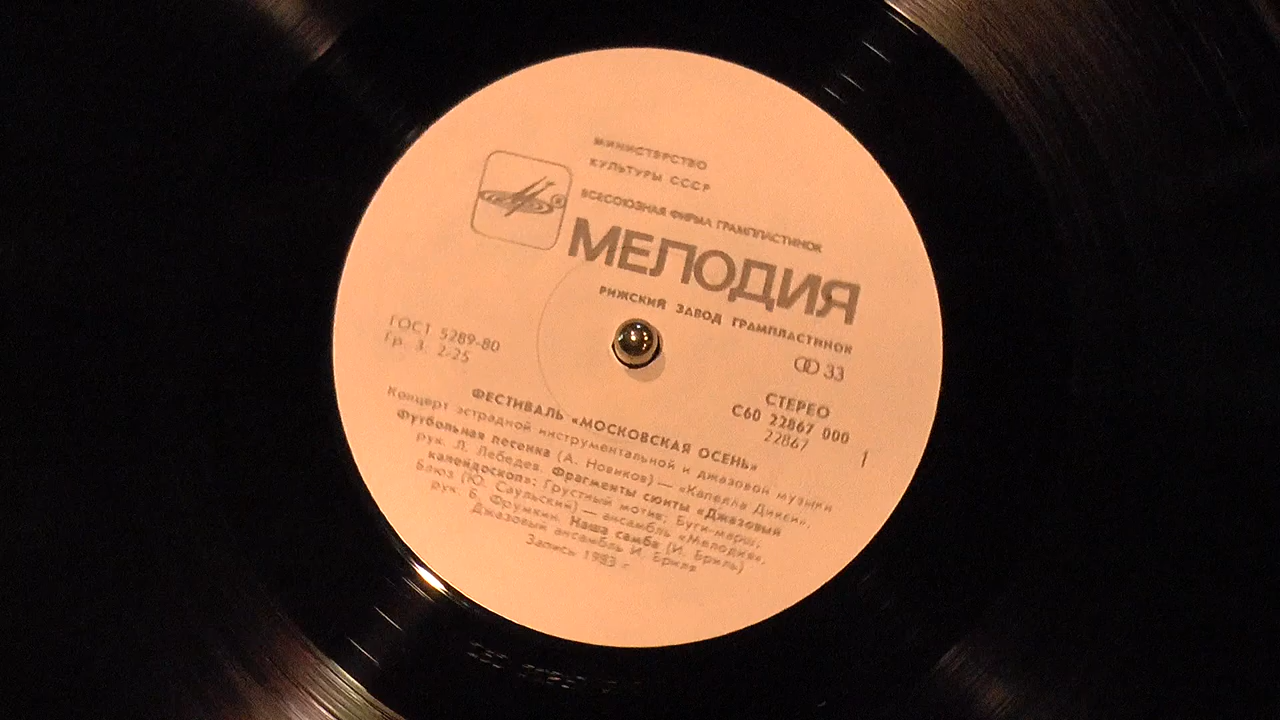 МИНИСТЕРСТВО
КУЛЬТУРЫ СССР
ВСЕСОЮЗНАЯ ФИРМА ГРАМПЛАСТИНОК
МЕЛОДИЯ
РИЖСКИЙ ЗАВОД ГРАМПЛАСТИНОК
ГОСТ 5289-80
Гр. 3. 2-25
33
СТЕРЕО
С60 22867 000
22867
1
ФЕСТИВАЛЬ «МОСКОВСКАЯ ОСЕНЬ»
Концерт эстрадной инструментальной и джазовой музыки
Футбольная песенка (А. Новиков) — «Капелла Дикси»,
рук. Л. Лебедев. Фрагменты сюиты «Джазовый
калейдоскоп»: Грустный мотив; Буги-марш;
Блюз (Ю. Саульский) — ансамбль «Мелодия»,
рук. Б. Фрумкин. Наша самба (И. Бриль)
Джазовый ансамбль И. Бриля
Запись 1983 г.